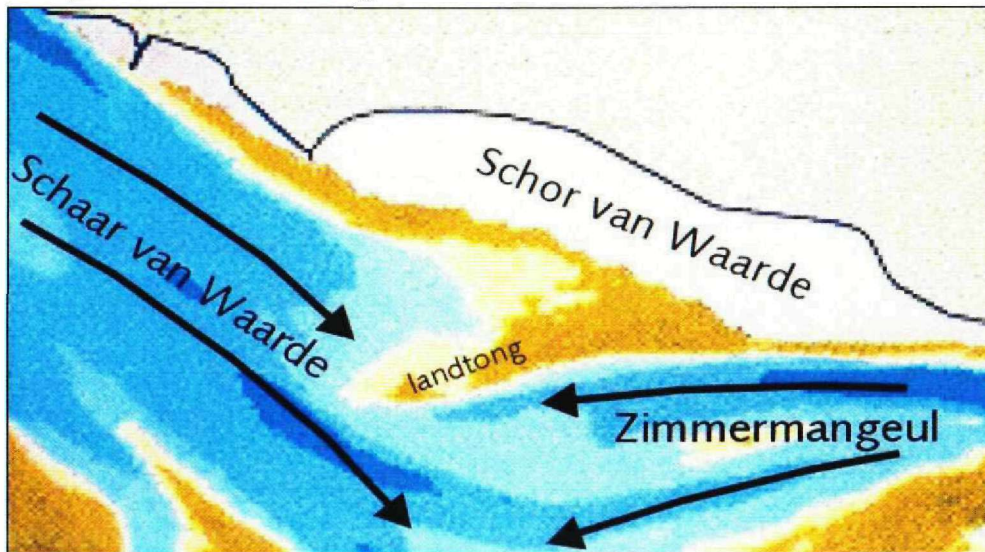 Schor van Waarde
Schaar van Waarde
landtong
Zimmermangeul